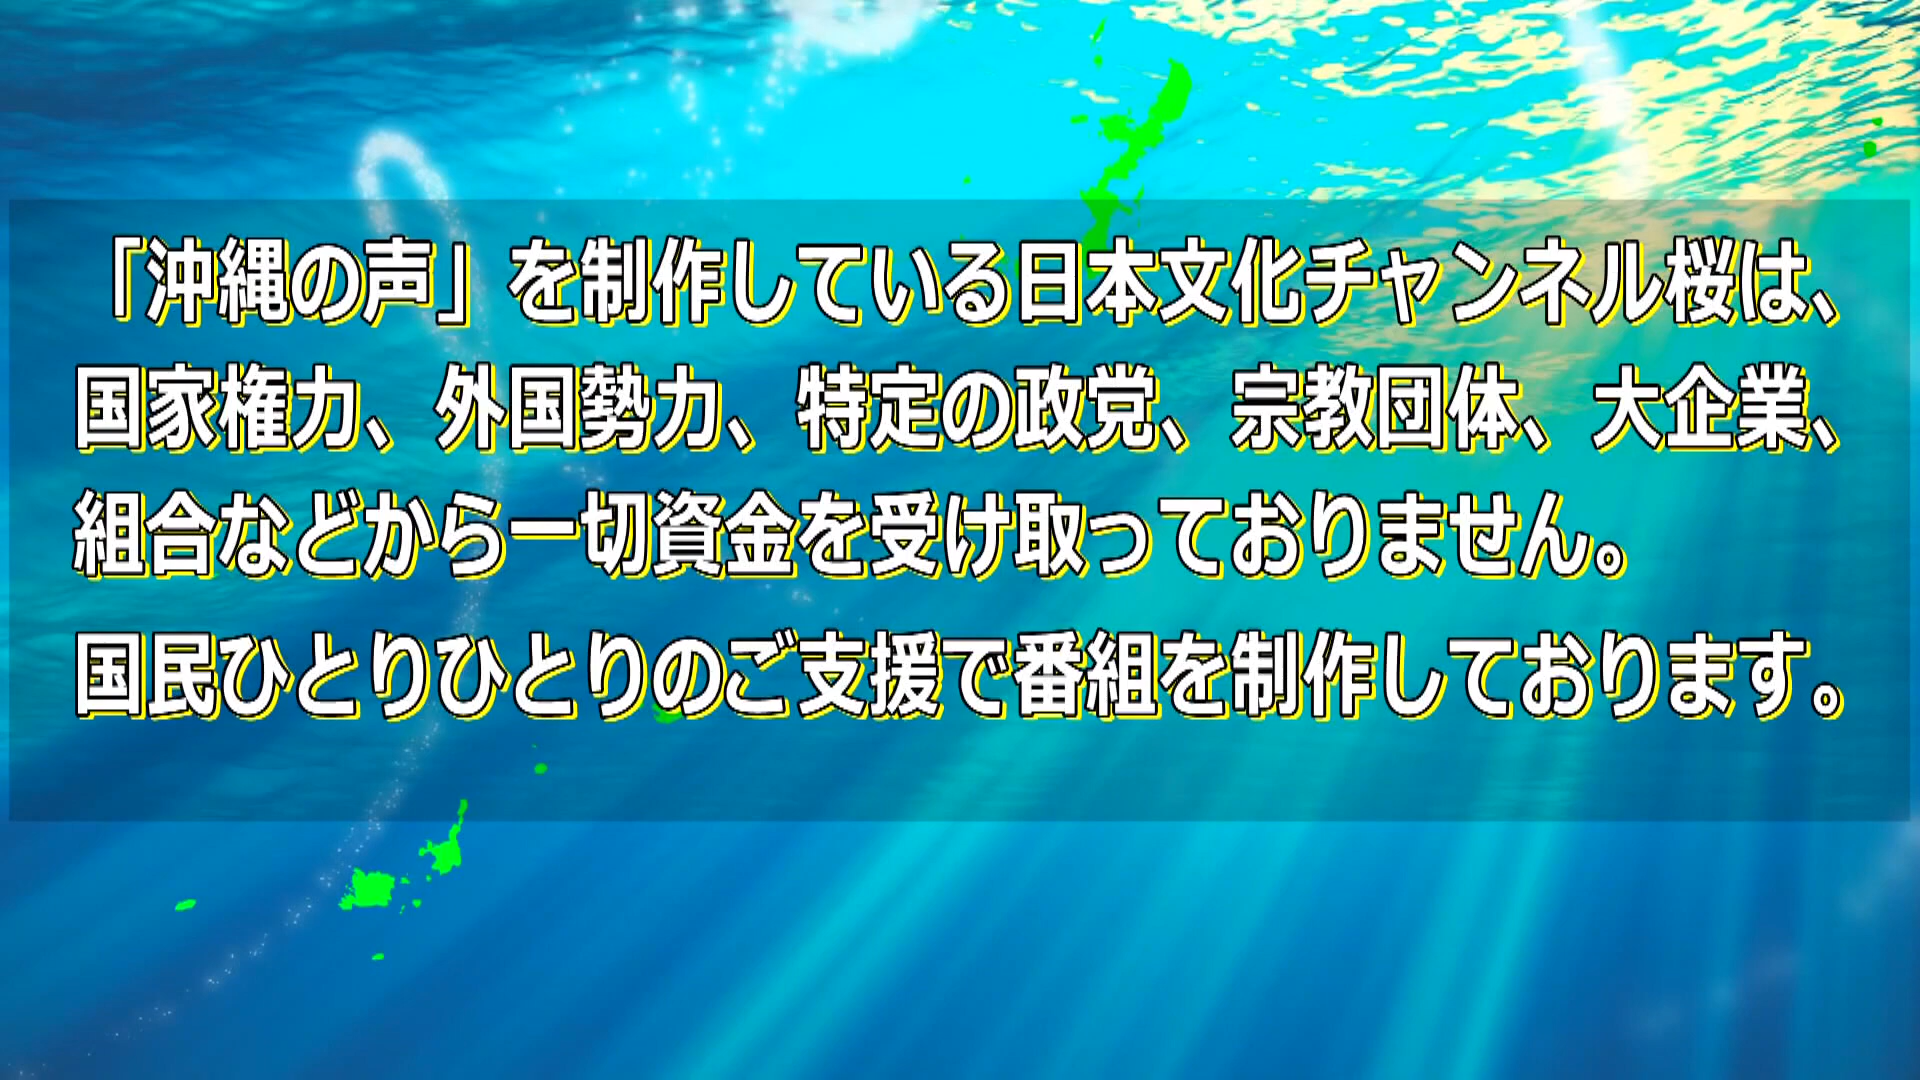 「沖縄の声」を制作している日本文化チャンネル桜は、
国家権力、外国勢力、特定の政党、宗教団体、大企業、
組合などから一切資金を受け取っておりません。
国民ひとりひとりのご支援で番組を制作しております。